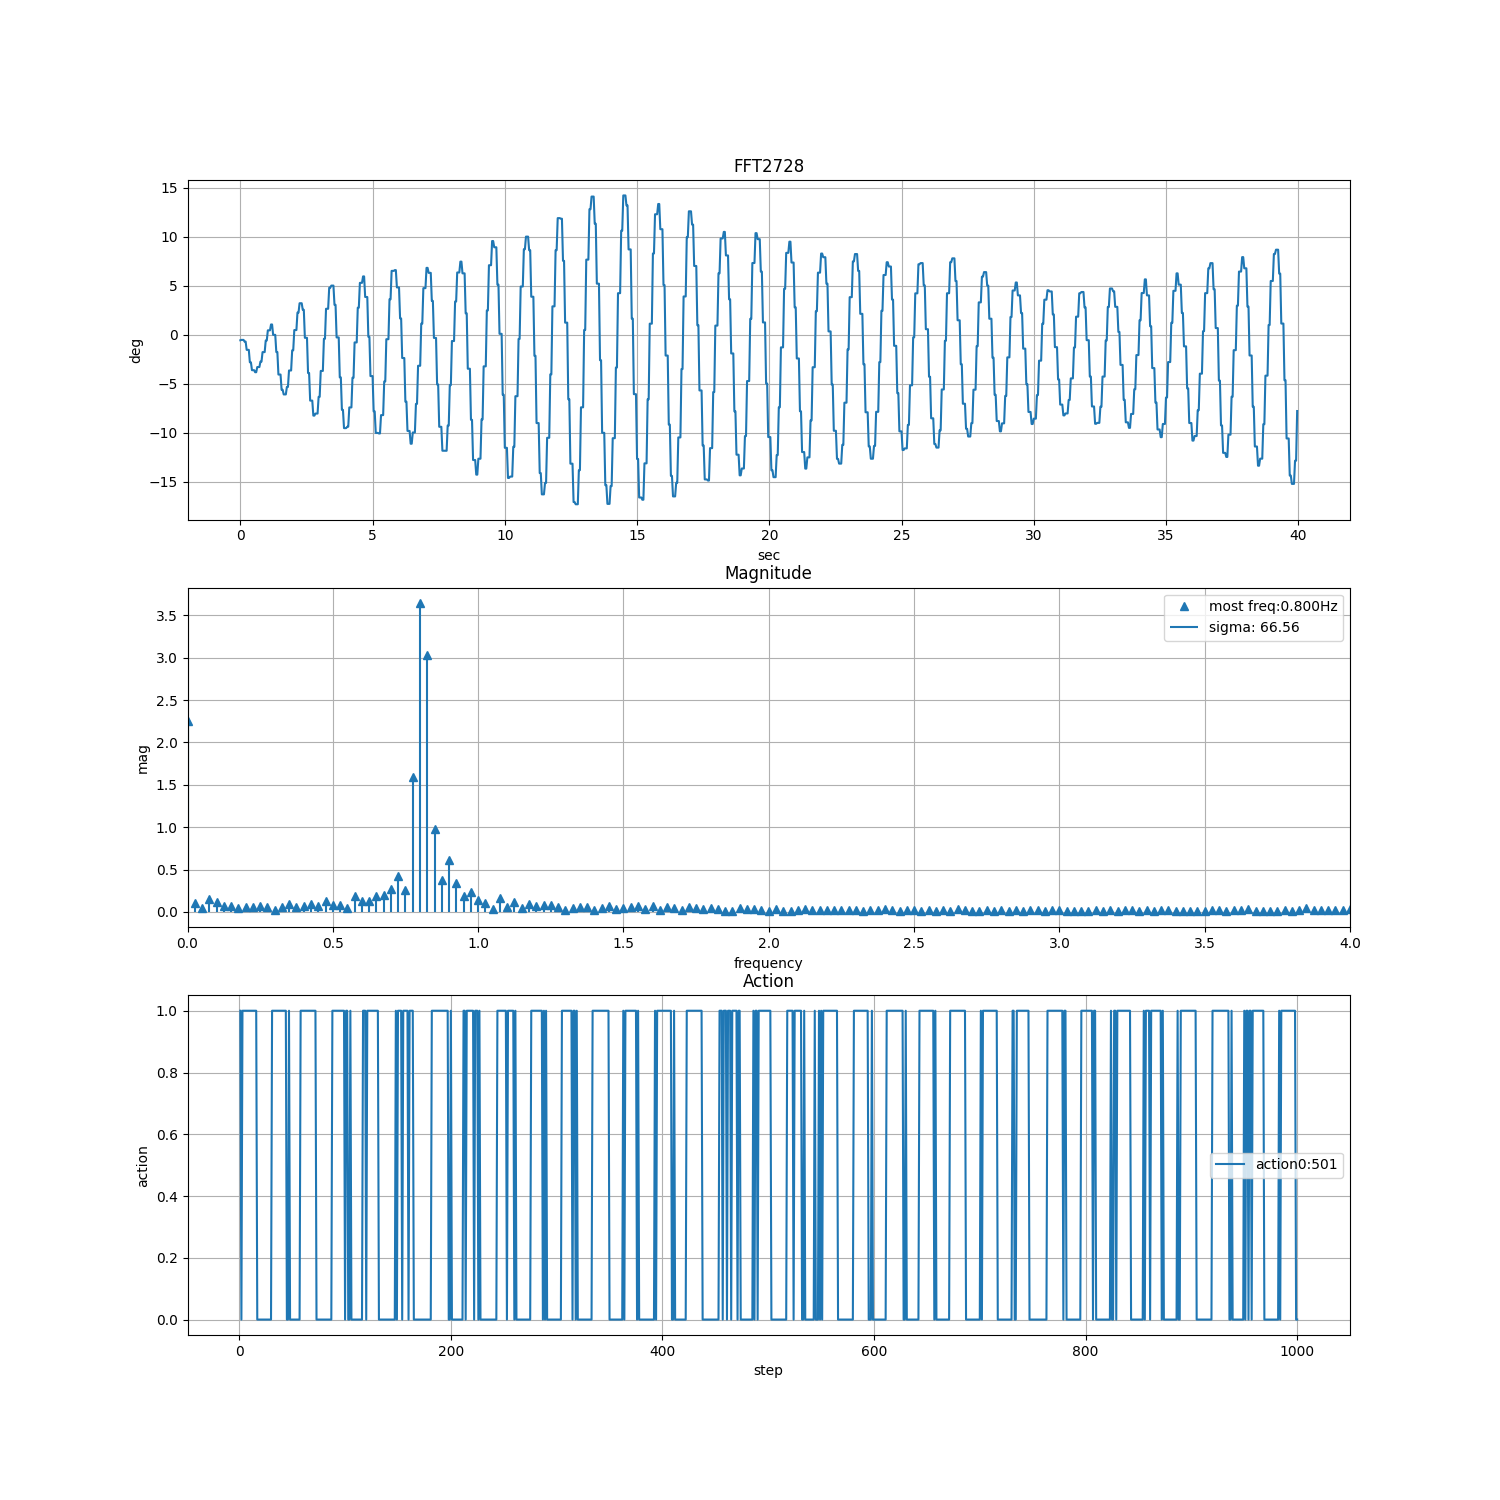 FFT2728
15
10
5
0
−5
−10
−15
deg
0 5 10 15 20 25 30 35 40
sec
Magnitude
most freq:0.800Hz
sigma: 66.56
3.5
3.0
2.5
2.0
1.5
1.0
0.5
0.0
mag
0.0 0.5 1.0 1.5 2.0 2.5 3.0 3.5 4.0
frequency
Action
1.0
0.8
0.6
0.4
0.2
0.0
action
action0:501
0 200 400 600 800 1000
step